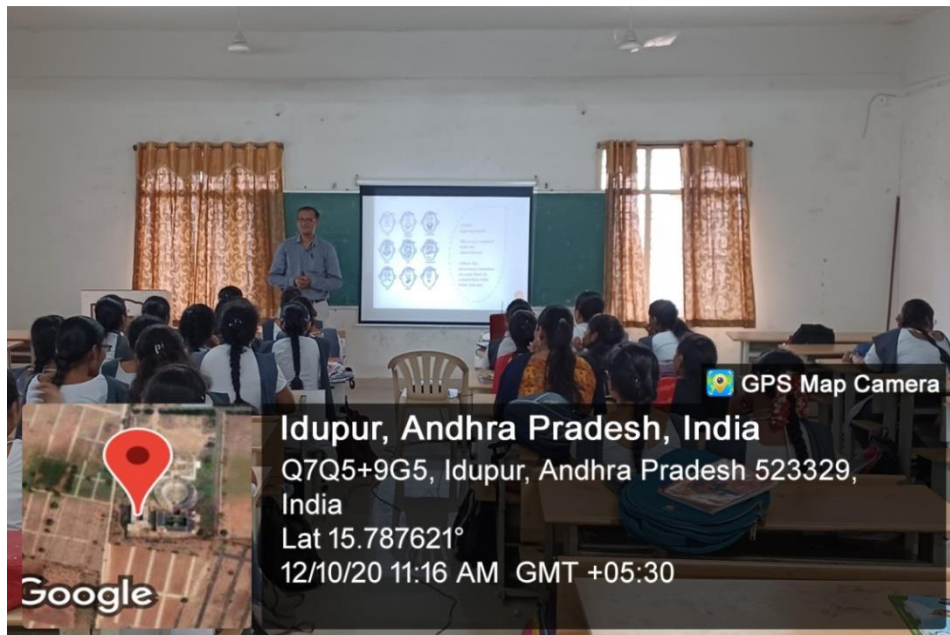 GPS Map Camera
Idupur, Andhra Pradesh, India
Q7Q5+9G5, Idupur, Andhra Pradesh 523329,
India
Lat 15.787621°
12/10/20 11:16 AM GMT +05:30
Google